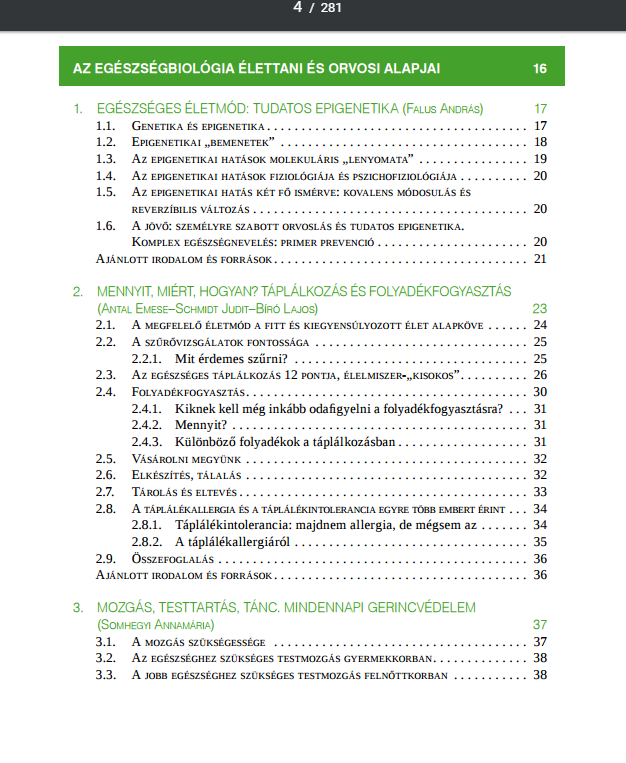 4 / 281
AZ EGÉSZSÉGBIOLÓGIA ÉLETTANI ÉS ORVOSI ALAPJAI 16
1. EGÉSZSÉGES ÉLETMÓD: TUDATOS EPIGENETIKA (Falus András) 17
1.1. Genetika és epigenetika . . . . . . . . . . . . . . . . . . . . . . . . . . . . . . . . . . . . . 17
1.2. Epigenetikai „bemenetek” . . . . . . . . . . . . . . . . . . . . . . . . . . . . . . . . . . . 18
1.3. Az epigenetikai hatások molekuláris „lenyomata” . . . . . . . . . . . . . . . 19
1.4. Az epigenetikai hatások fiziológiája és pszichofiziológiája . . . . . . . . . . 20
1.5. Az epigenetikai hatás két fő ismérve: kovalens módosulás és
reverzíbilis változás . . . . . . . . . . . . . . . . . . . . . . . . . . . . . . . . . . . . . . . 20
1.6. A jövő: személyre szabott orvoslás és tudatos epigenetika.
Komplex egészségnevelés: primer prevenció . . . . . . . . . . . . . . . . . . . . . 20
Ajánlott irodalom és források. . . . . . . . . . . . . . . . . . . . . . . . . . . . . . . . . . . . 21
2. MENNYIT, MIÉRT, HOGYAN? TÁPLÁLKOZÁS ÉS FOLYADÉKFOGYASZTÁS
(Antal Emese–Schmidt Judit–Bíró Lajos) 23
2.1. A megfelelő életmód a fitt és kiegyensúlyozott élet alapköve . . . . . . 24
2.2. A szűrővizsgálatok fontossága . . . . . . . . . . . . . . . . . . . . . . . . . . . . . . 25
2.2.1. Mit érdemes szűrni? . . . . . . . . . . . . . . . . . . . . . . . . . . . . . . . . . 25
2.3. Az egészséges táplálkozás 12 pontja, élelmiszer-„kisokos”. . . . . . . . . . 26
2.4. Folyadékfogyasztás. . . . . . . . . . . . . . . . . . . . . . . . . . . . . . . . . . . . . . . . 30
2.4.1. Kiknek kell még inkább odafigyelni a folyadékfogyasztásra? . . . 31
2.4.2. Mennyit? . . . . . . . . . . . . . . . . . . . . . . . . . . . . . . . . . . . . . . . . . . 31
2.4.3. Különböző folyadékok a táplálkozásban . . . . . . . . . . . . . . . . . . . 31
2.5. Vásárolni megyünk . . . . . . . . . . . . . . . . . . . . . . . . . . . . . . . . . . . . . . . . 32
2.6. Elkészítés, tálalás . . . . . . . . . . . . . . . . . . . . . . . . . . . . . . . . . . . . . . . . 32
2.7. Tárolás és eltevés. . . . . . . . . . . . . . . . . . . . . . . . . . . . . . . . . . . . . . . . . 33
2.8. A táplálékallergia és a táplálékintolerancia egyre több embert érint . . . 34
2.8.1. Táplálékintolerancia: majdnem allergia, de mégsem az . . . . . . . 34
2.8.2. A táplálékallergiáról . . . . . . . . . . . . . . . . . . . . . . . . . . . . . . . . . 35
2.9. Összefoglalás . . . . . . . . . . . . . . . . . . . . . . . . . . . . . . . . . . . . . . . . . . . . 36
Ajánlott irodalom és források. . . . . . . . . . . . . . . . . . . . . . . . . . . . . . . . . . . . 36
3. MOZGÁS, TESTTARTÁS, TÁNC. MINDENNAPI GERINCVÉDELEM
(Somhegyi Annamária) 37
3.1. A mozgás szükségessége . . . . . . . . . . . . . . . . . . . . . . . . . . . . . . . . . . . . 37
3.2. Az egészséghez szükséges testmozgás gyermekkorban. . . . . . . . . . . . . . 38
3.3. A jobb egészséghez szükséges testmozgás felnőttkorban . . . . . . . . . . . 38